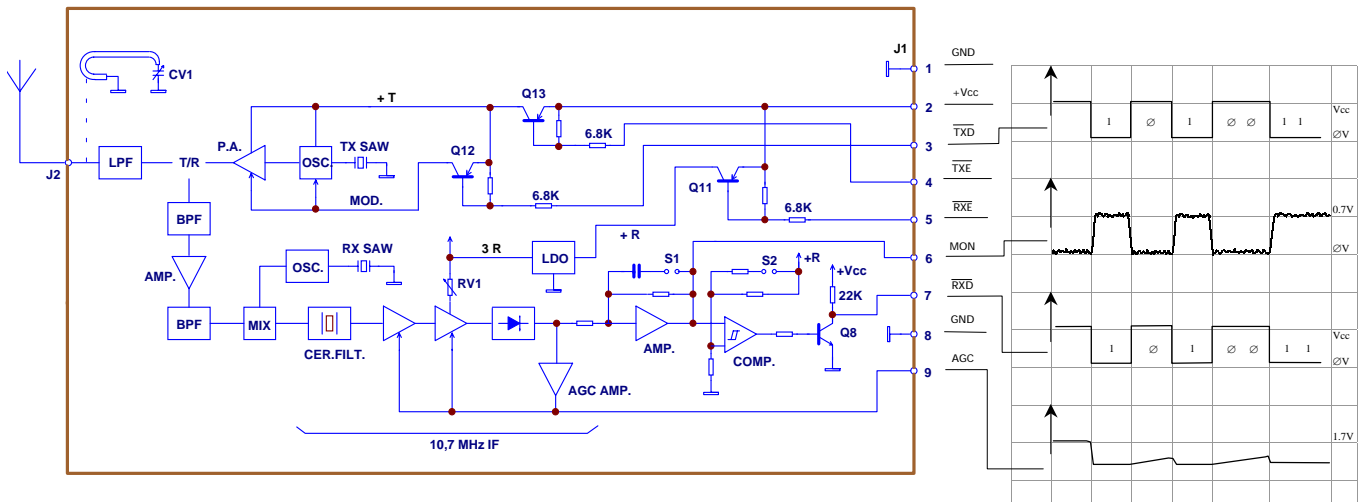 J1
GND
1
CV1
+ T
Q13
+Vcc
2
Vcc
1 Ø 1 Ø Ø 1 1
ØV
6.8K
TXD
3
P.A.
TX SAW
Q12
LPF
T/R
OSC.
J2
TXE
4
Q11
MOD.
6.8K
6.8K
RXE
5
0.7V
BPF
+ R
RX SAW
3 R
LDO
MON
6
ØV
OSC.
S1
S2
+R
+Vcc
AMP.
RV1
22K
RXD
7
BPF
MIX
Q8
GND
8
Vcc
1 Ø 1 Ø Ø 1 1
ØV
CER.FILT.
AMP.
COMP.
AGC
9
AGC AMP.
10,7 MHz IF
1.7V